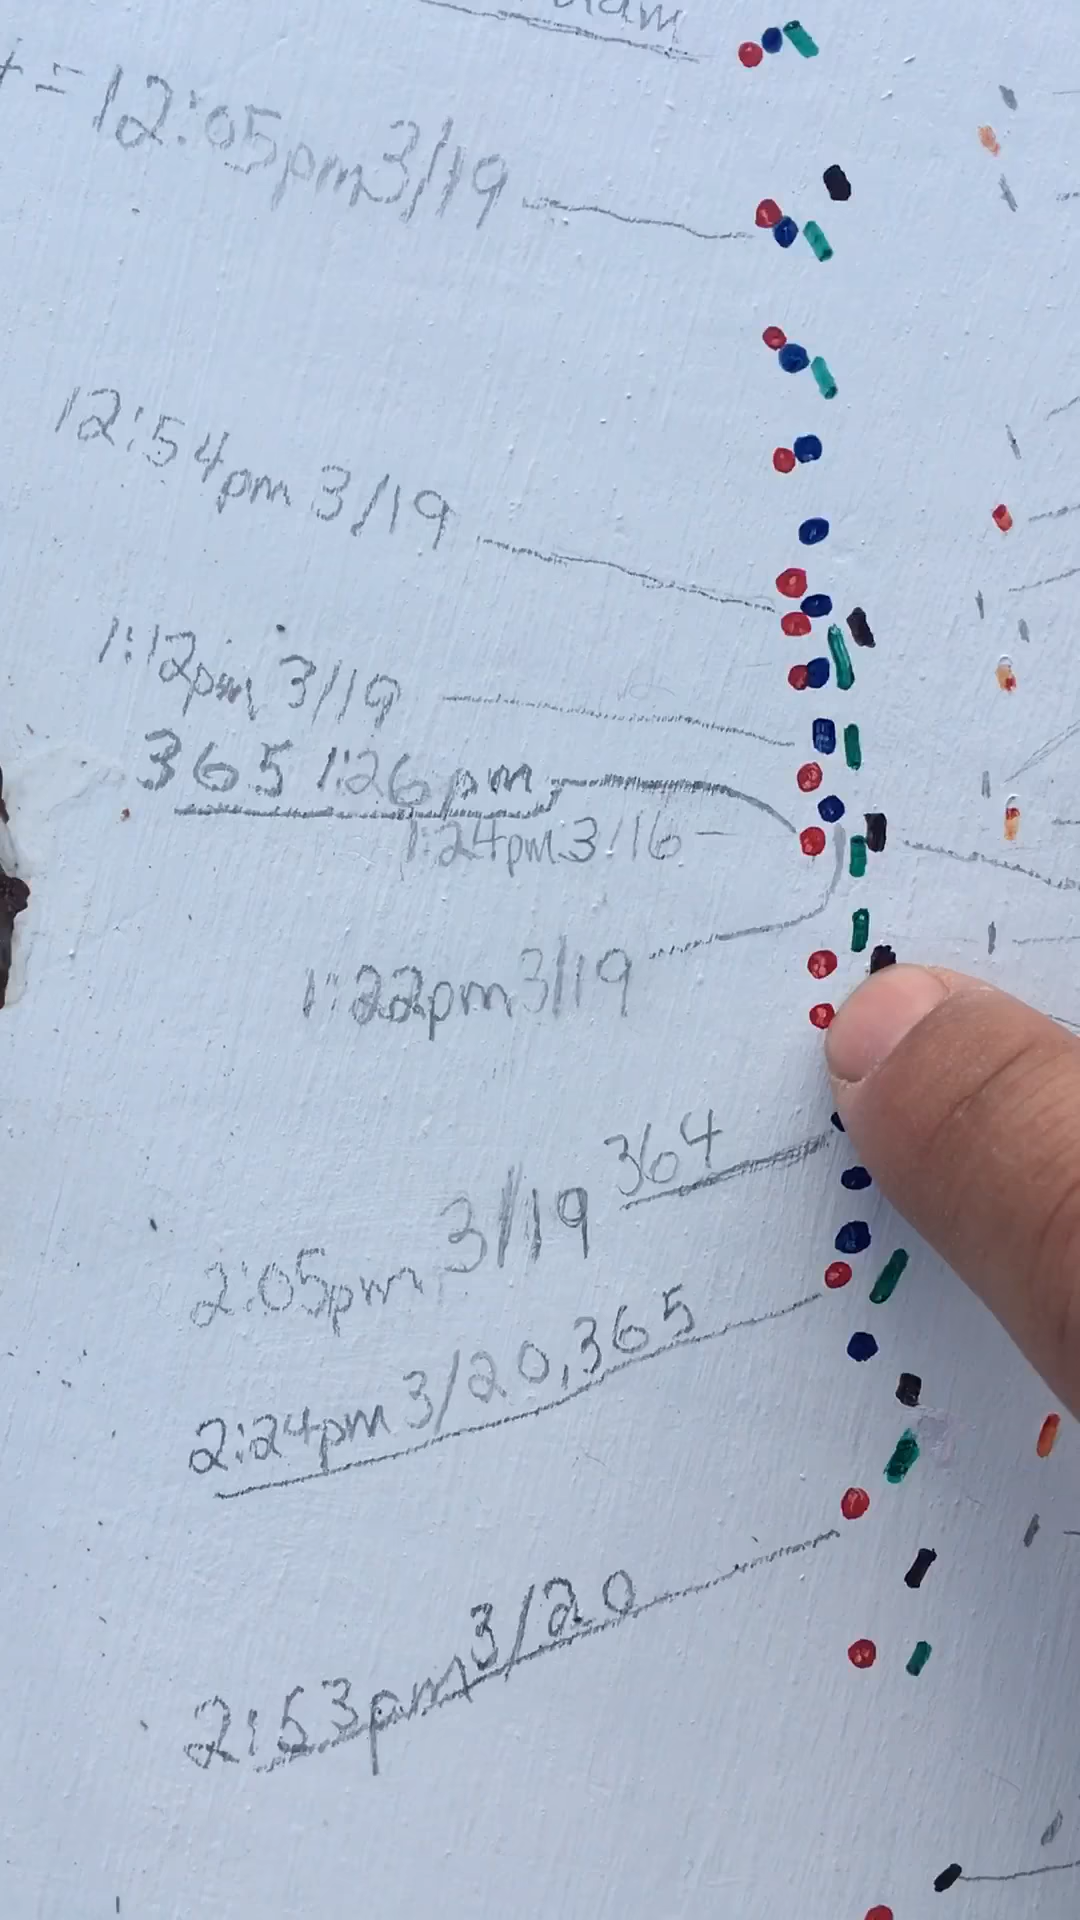 = 12:05pm 3/19
12:54pm 3/19
1:12pm 3/19
365 1:26pm
1:24pm 3/16
1:22pm 3/19
2:05pm 3/19 364
2:24pm 3/20, 365
2:53pm 3/20